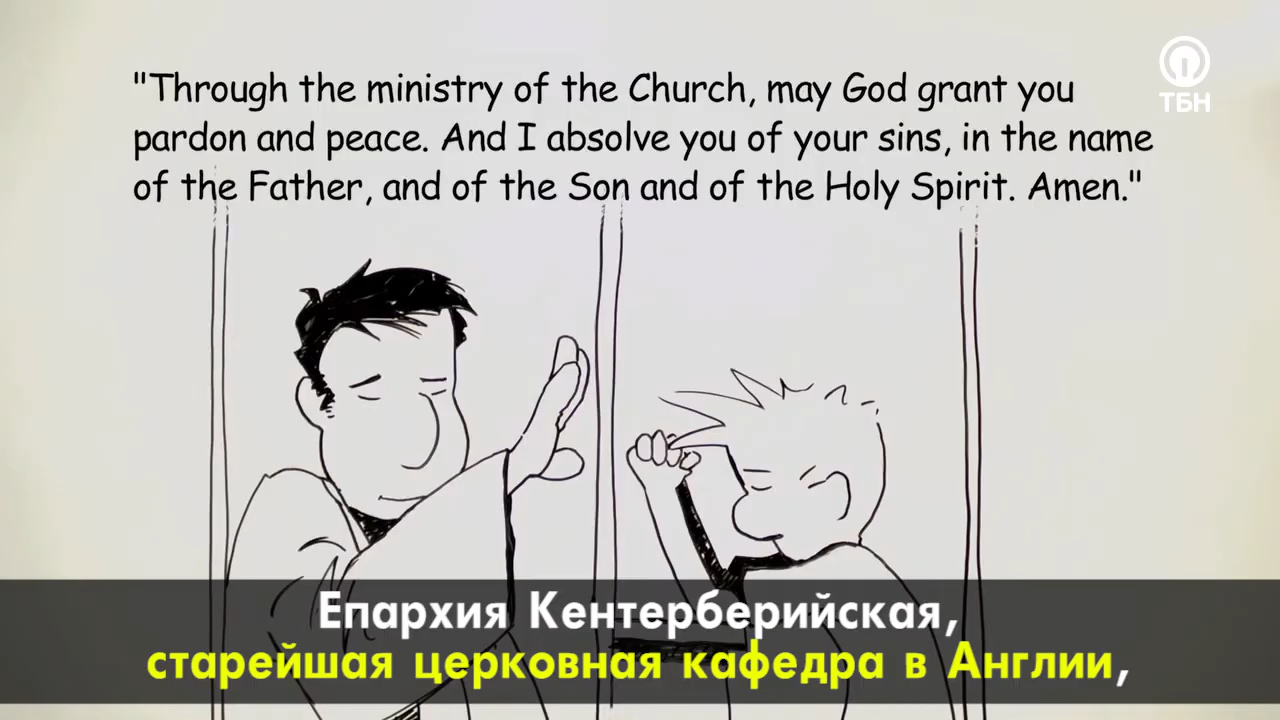 "Through the ministry of the Church, may God grant you
pardon and peace. And I absolve you of your sins, in the name
of the Father, and of the Son and of the Holy Spirit. Amen."
ТБН
Епархия Кентерберийская,
старейшая церковная кафедра в Англии,